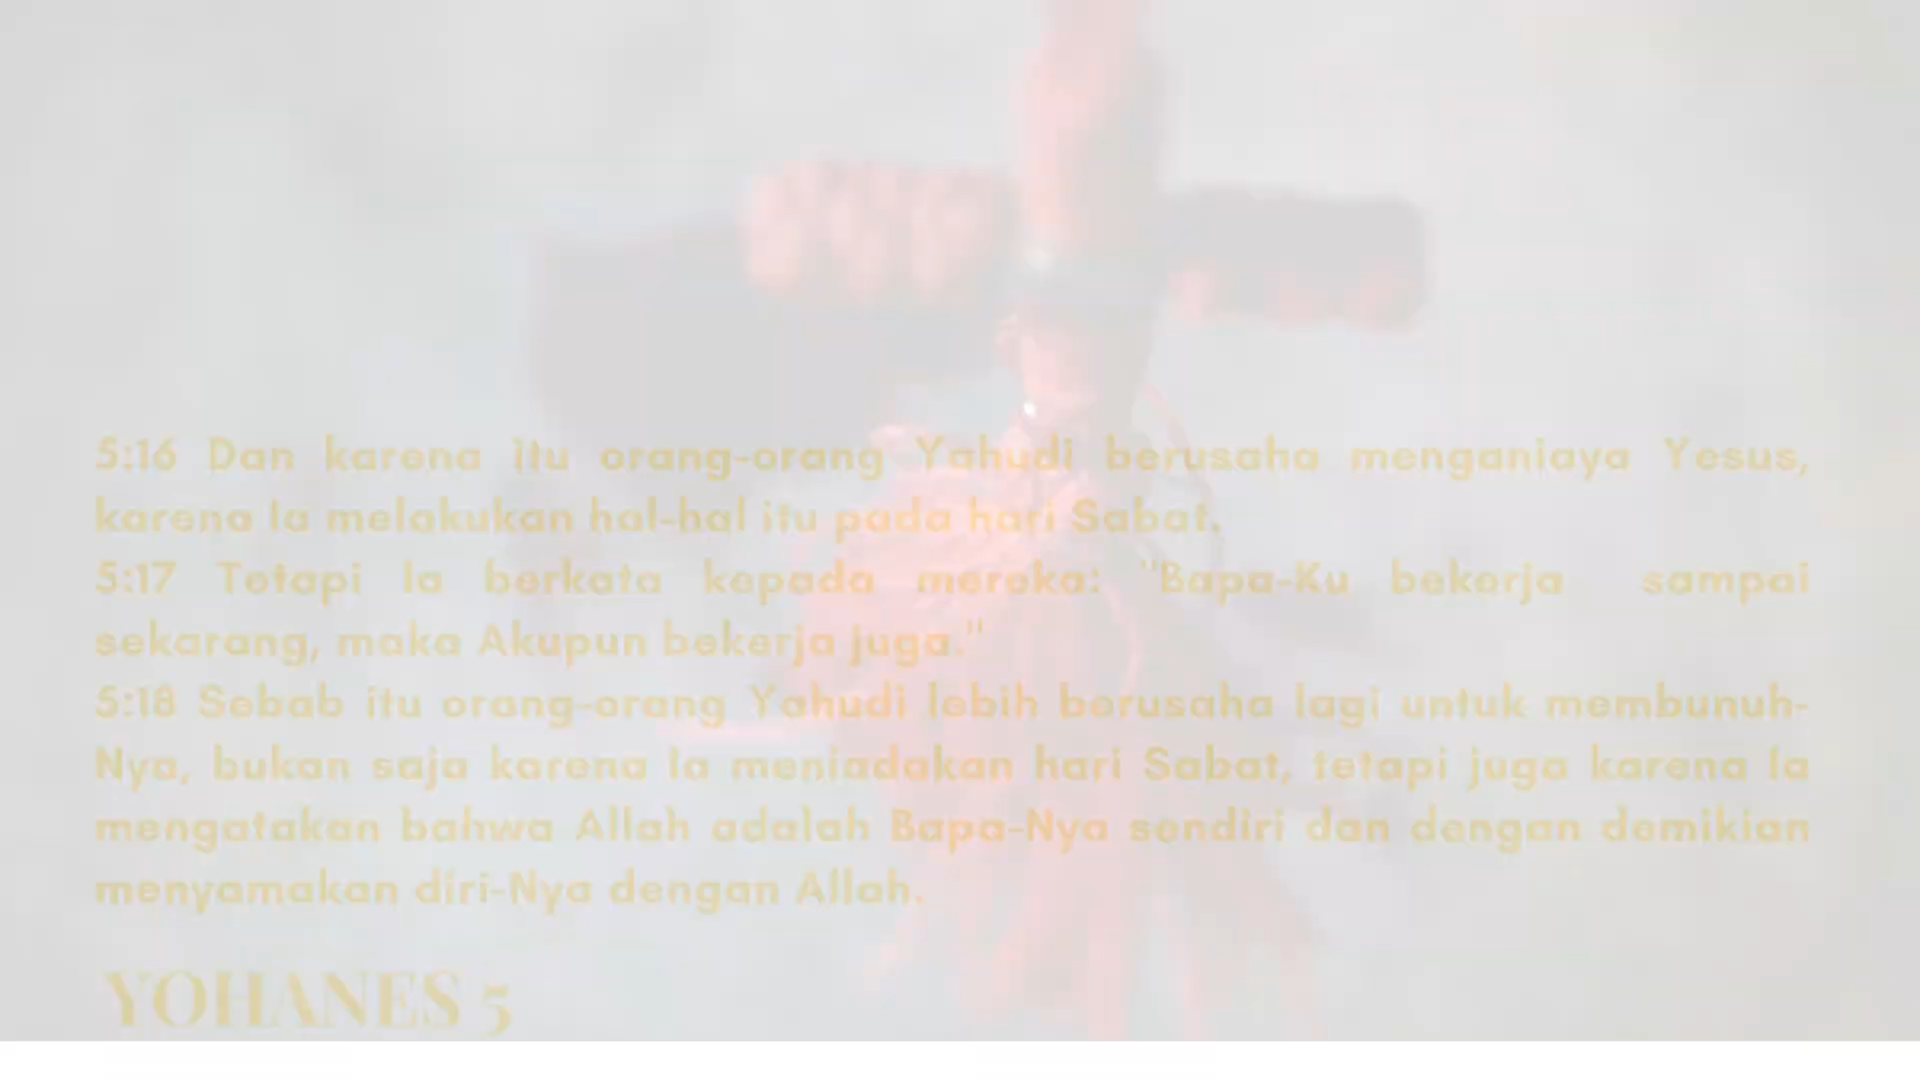 5:16 Dan karena itu orang-orang Yahudi berusaha menganiaya Yesus,
karena Ia melakukan hal-hal itu pada hari Sabat.
5:17 Tetapi Ia berkata kepada mereka: "Bapa-Ku bekerja sampai
sekarang, maka Akupun bekerja juga."
5:18 Sebab itu orang-orang Yahudi lebih berusaha lagi untuk membunuh-
Nya, bukan saja karena Ia meniadakan hari Sabat, tetapi juga karena Ia
mengatakan bahwa Allah adalah Bapa-Nya sendiri dan dengan demikian
menyamakan diri-Nya dengan Allah.
YOHANES 5